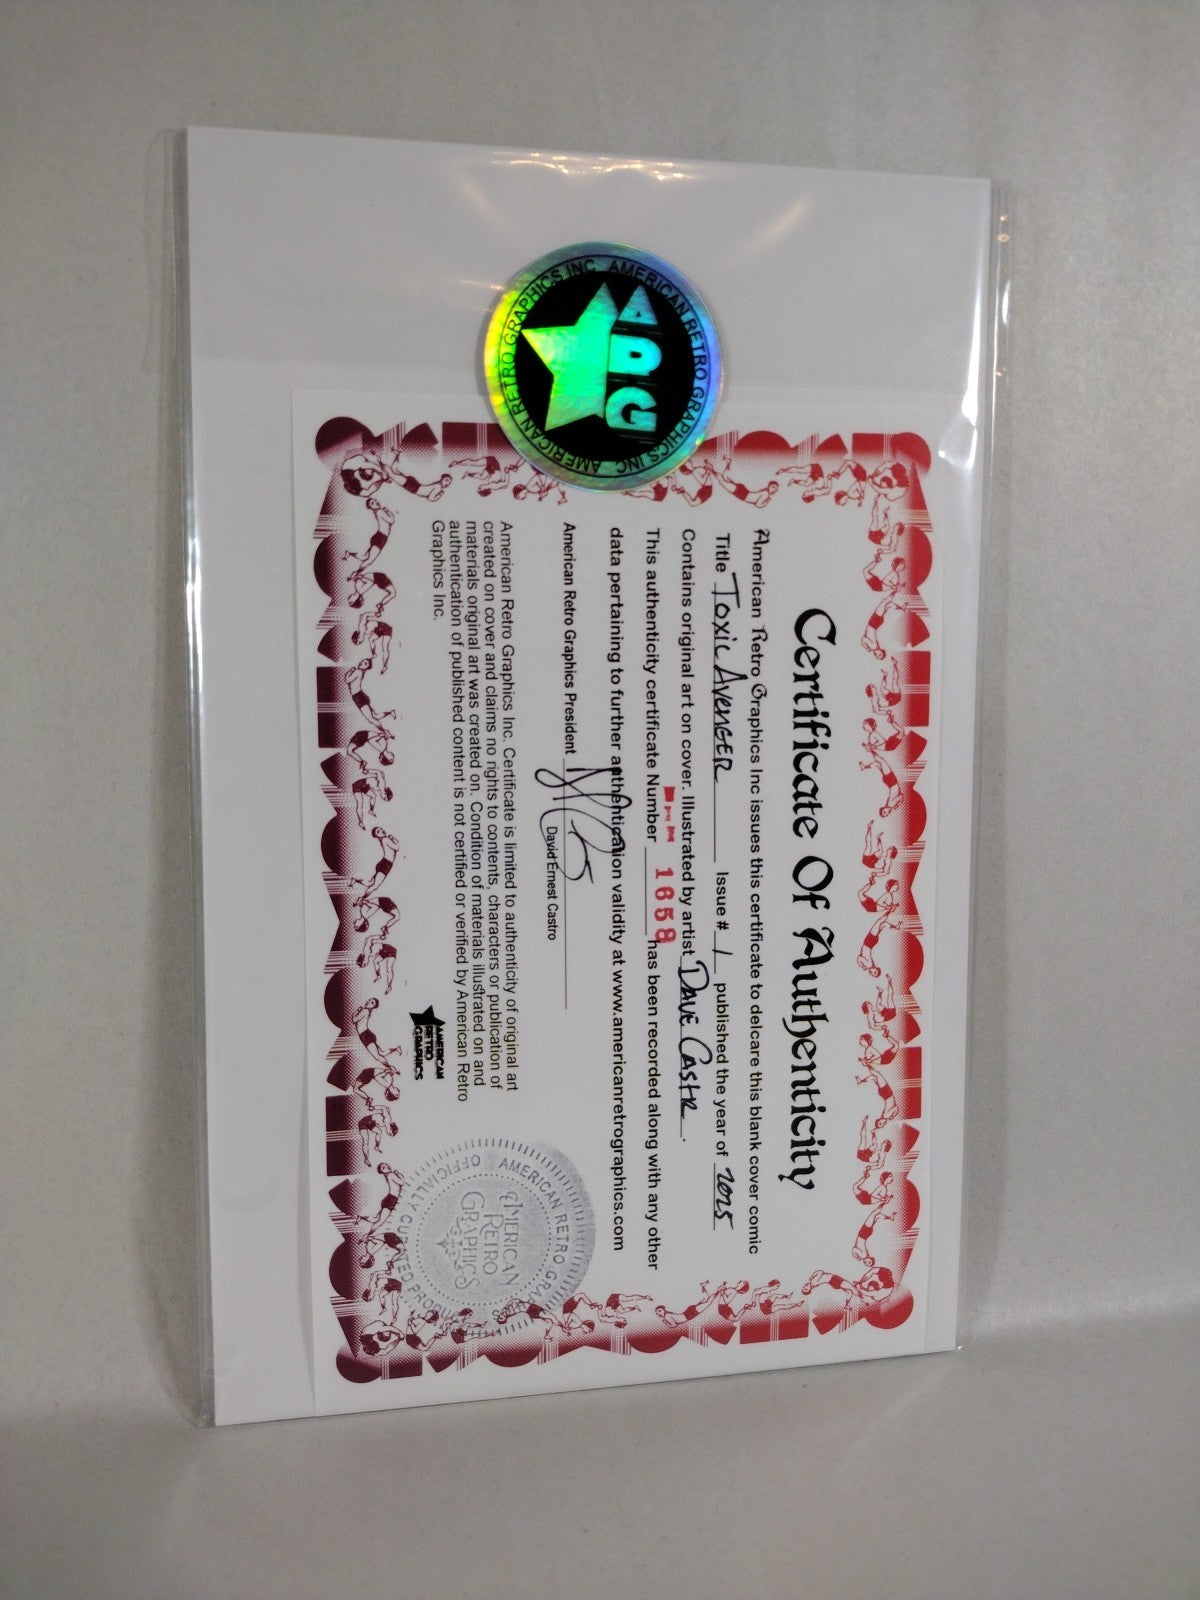 AMERICAN RETRO GRAPHICS INC. AMERICAN RETRO GRAPHICS INC.
ARG
Certificate Of Authenticity
American Retro Graphics Inc issues this certificate to delcare this blank cover comic
Title Toxic Avenger Issue # 1 published the year of 2025
Contains original art on cover. Illustrated by artist Dave Castr.
This authenticity certificate Number 1658 has been recorded along with any other
data pertaining to further anthentication validity at www.americanretrographics.com
American Retro Graphics President
David Ernest Castro
American Retro Graphics Inc. Certificate is limited to authenticity of original art
created on cover and claims no rights to contents, characters or publication of
materials original art was created on. Condition of materials illustrated on and
authentication of published content is not certified or verified by American Retro
Graphics Inc.
AMERICAN
RETRO
GRAPHICS
AMERICAN RETRO
OFFICIALLY CURATED
AMERICAN
RETRO
GRAPHICS